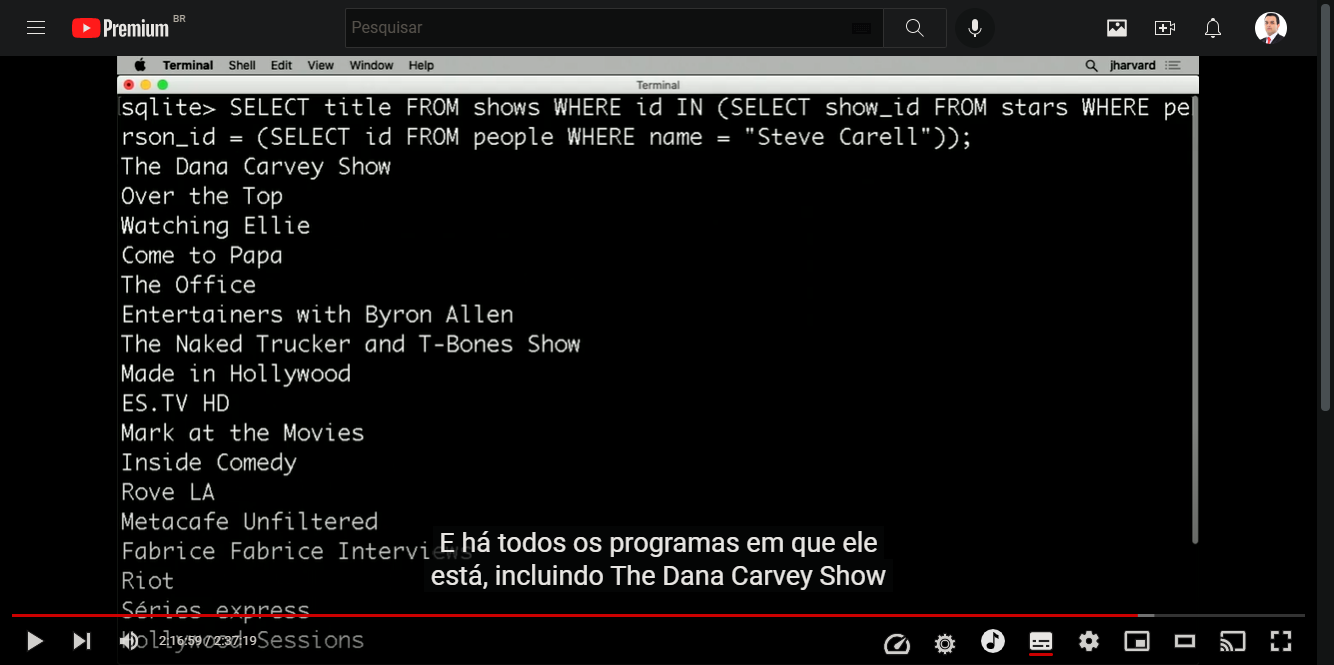 Premium BR
Pesquisar
Terminal Shell Edit View Window Help
jharvard
Terminal
sqlite> SELECT title FROM shows WHERE id IN (SELECT show_id FROM stars WHERE pe
rson_id = (SELECT id FROM people WHERE name = "Steve Carell"));
The Dana Carvey Show
Over the Top
Watching Ellie
Come to Papa
The Office
Entertainers with Byron Allen
The Naked Trucker and T-Bones Show
Made in Hollywood
ES.TV HD
Mark at the Movies
Inside Comedy
Rove LA
Metacafe Unfiltered
Fabrice Fabrice Interviews
E há todos os programas em que ele
está, incluindo The Dana Carvey Show
Riot
Séries express
Hollywood Sessions
2:16:59 / 2:37:19